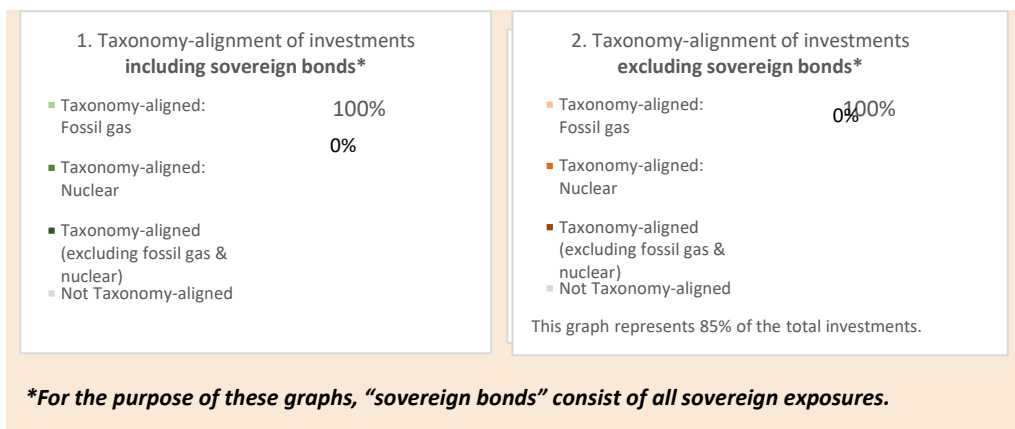 1. Taxonomy-alignment of investments
including sovereign bonds*
Taxonomy-aligned:
Fossil gas
Taxonomy-aligned:
Nuclear
Taxonomy-aligned
(excluding fossil gas &
nuclear)
Not Taxonomy-aligned
100%
0%
2. Taxonomy-alignment of investments
excluding sovereign bonds*
Taxonomy-aligned:
Fossil gas
Taxonomy-aligned:
Nuclear
Taxonomy-aligned
(excluding fossil gas &
nuclear)
Not Taxonomy-aligned
0%
100%
This graph represents 85% of the total investments.
*For the purpose of these graphs, “sovereign bonds” consist of all sovereign exposures.